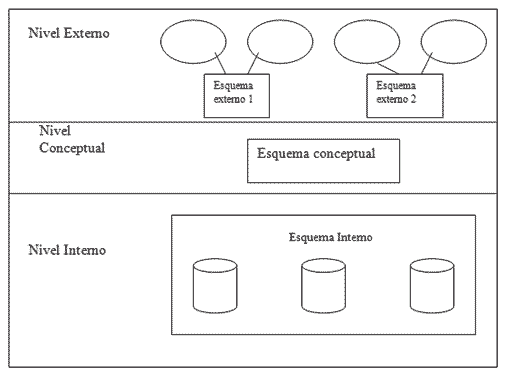 Nivel Externo
Esquema
externo 1
Esquema
externo 2
Nivel
Conceptual
Esquema conceptual
Esquema Interno
Nivel Interno